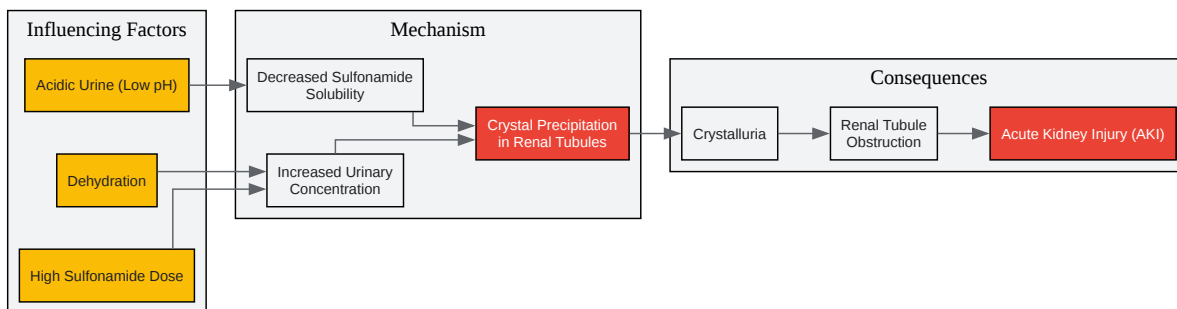 Influencing Factors
Acidic Urine (Low pH)
Dehydration
High Sulfonamide Dose
Mechanism
Decreased Sulfonamide
Solubility
Increased Urinary
Concentration
Crystal Precipitation
in Renal Tubules
Consequences
Crystalluria
Renal Tubule
Obstruction
Acute Kidney Injury (AKI)